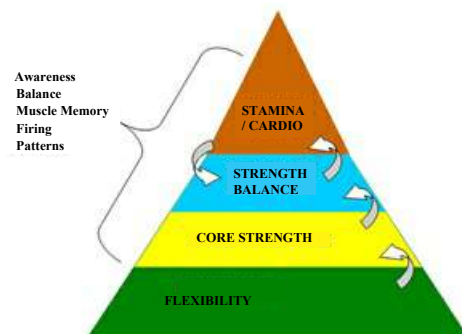 Awareness
Balance
Muscle Memory
Firing
Patterns
STAMINA
/ CARDIO
STRENGTH
BALANCE
CORE STRENGTH
FLEXIBILITY